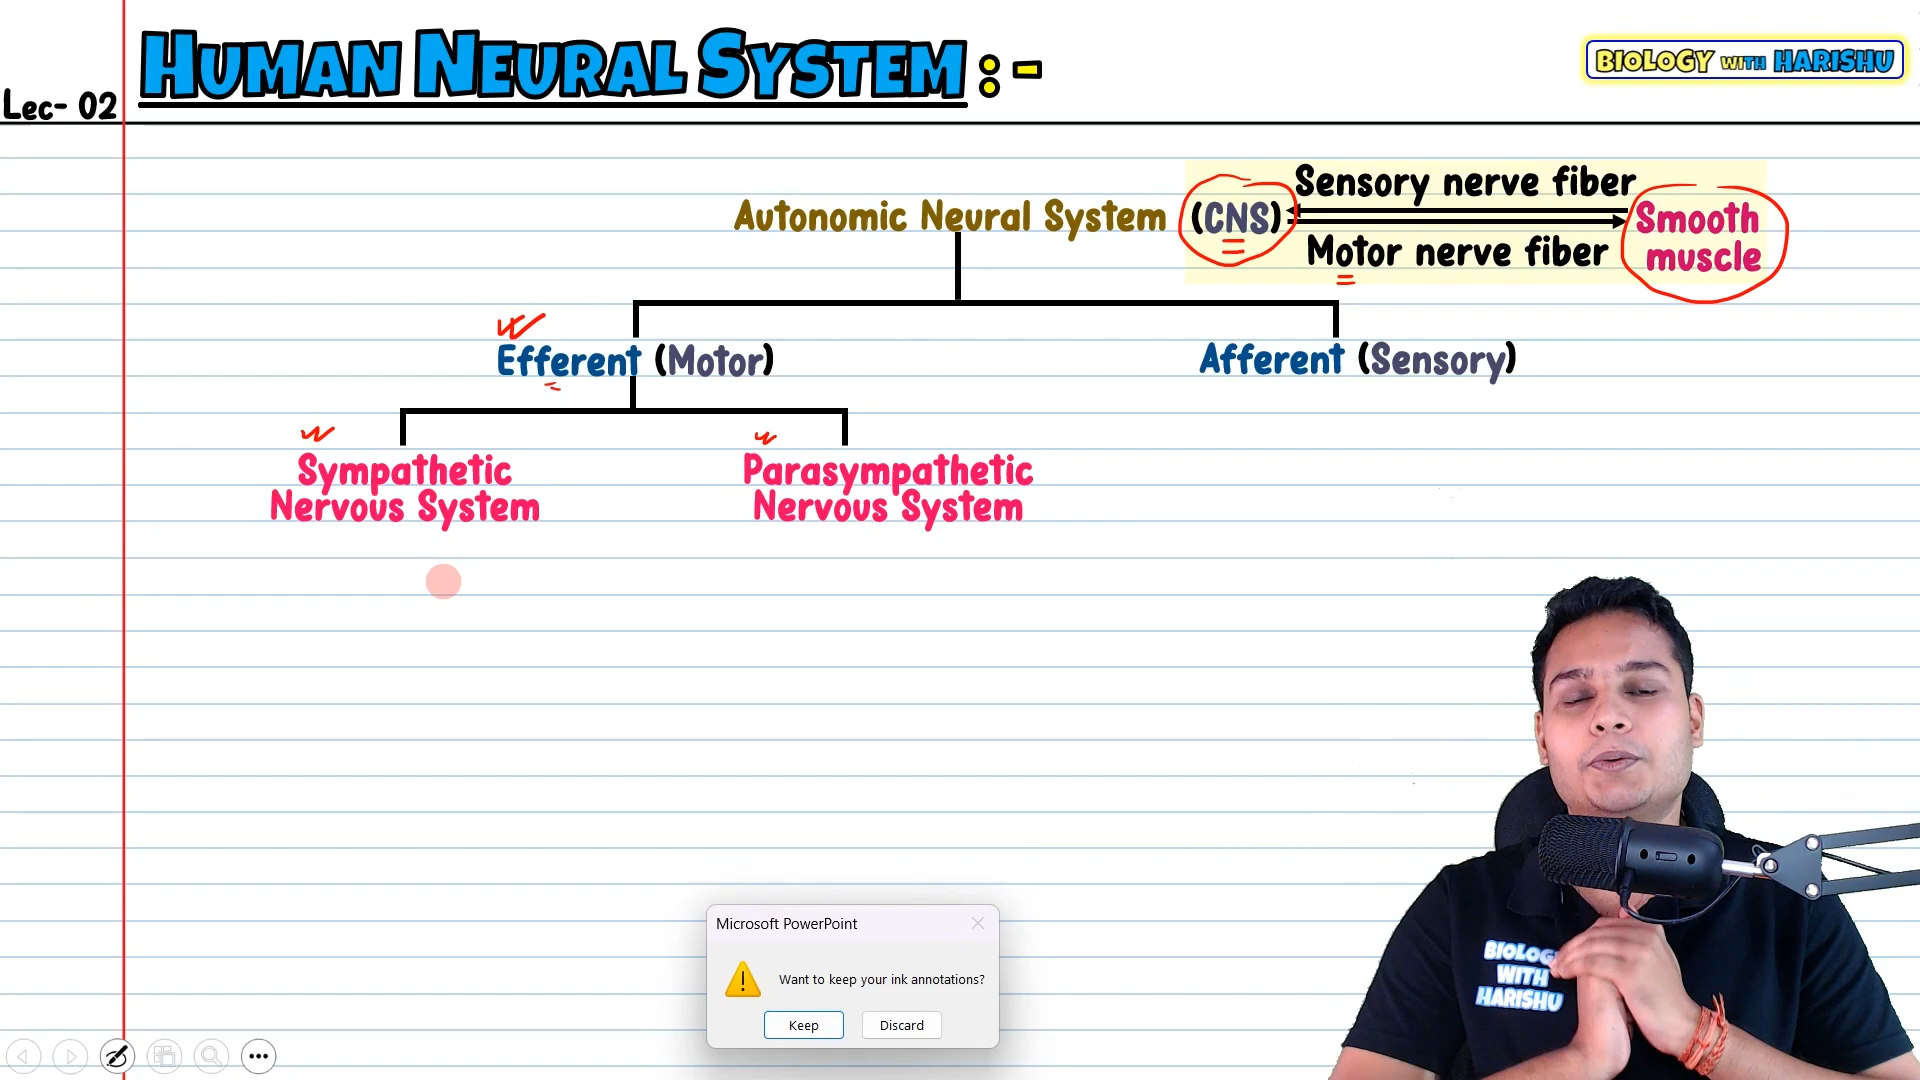 HUMAN NEURAL SYSTEM :-
BIOLOGY WITH HARISHU
Lec- 02
Autonomic Neural System
(CNS)
Sensory nerve fiber
Motor nerve fiber
Smooth
muscle
Efferent (Motor)
Afferent (Sensory)
Sympathetic
Nervous System
Parasympathetic
Nervous System
Microsoft PowerPoint
Want to keep your ink annotations?
Keep
Discard
BIOLOGY
WITH
HARISHU